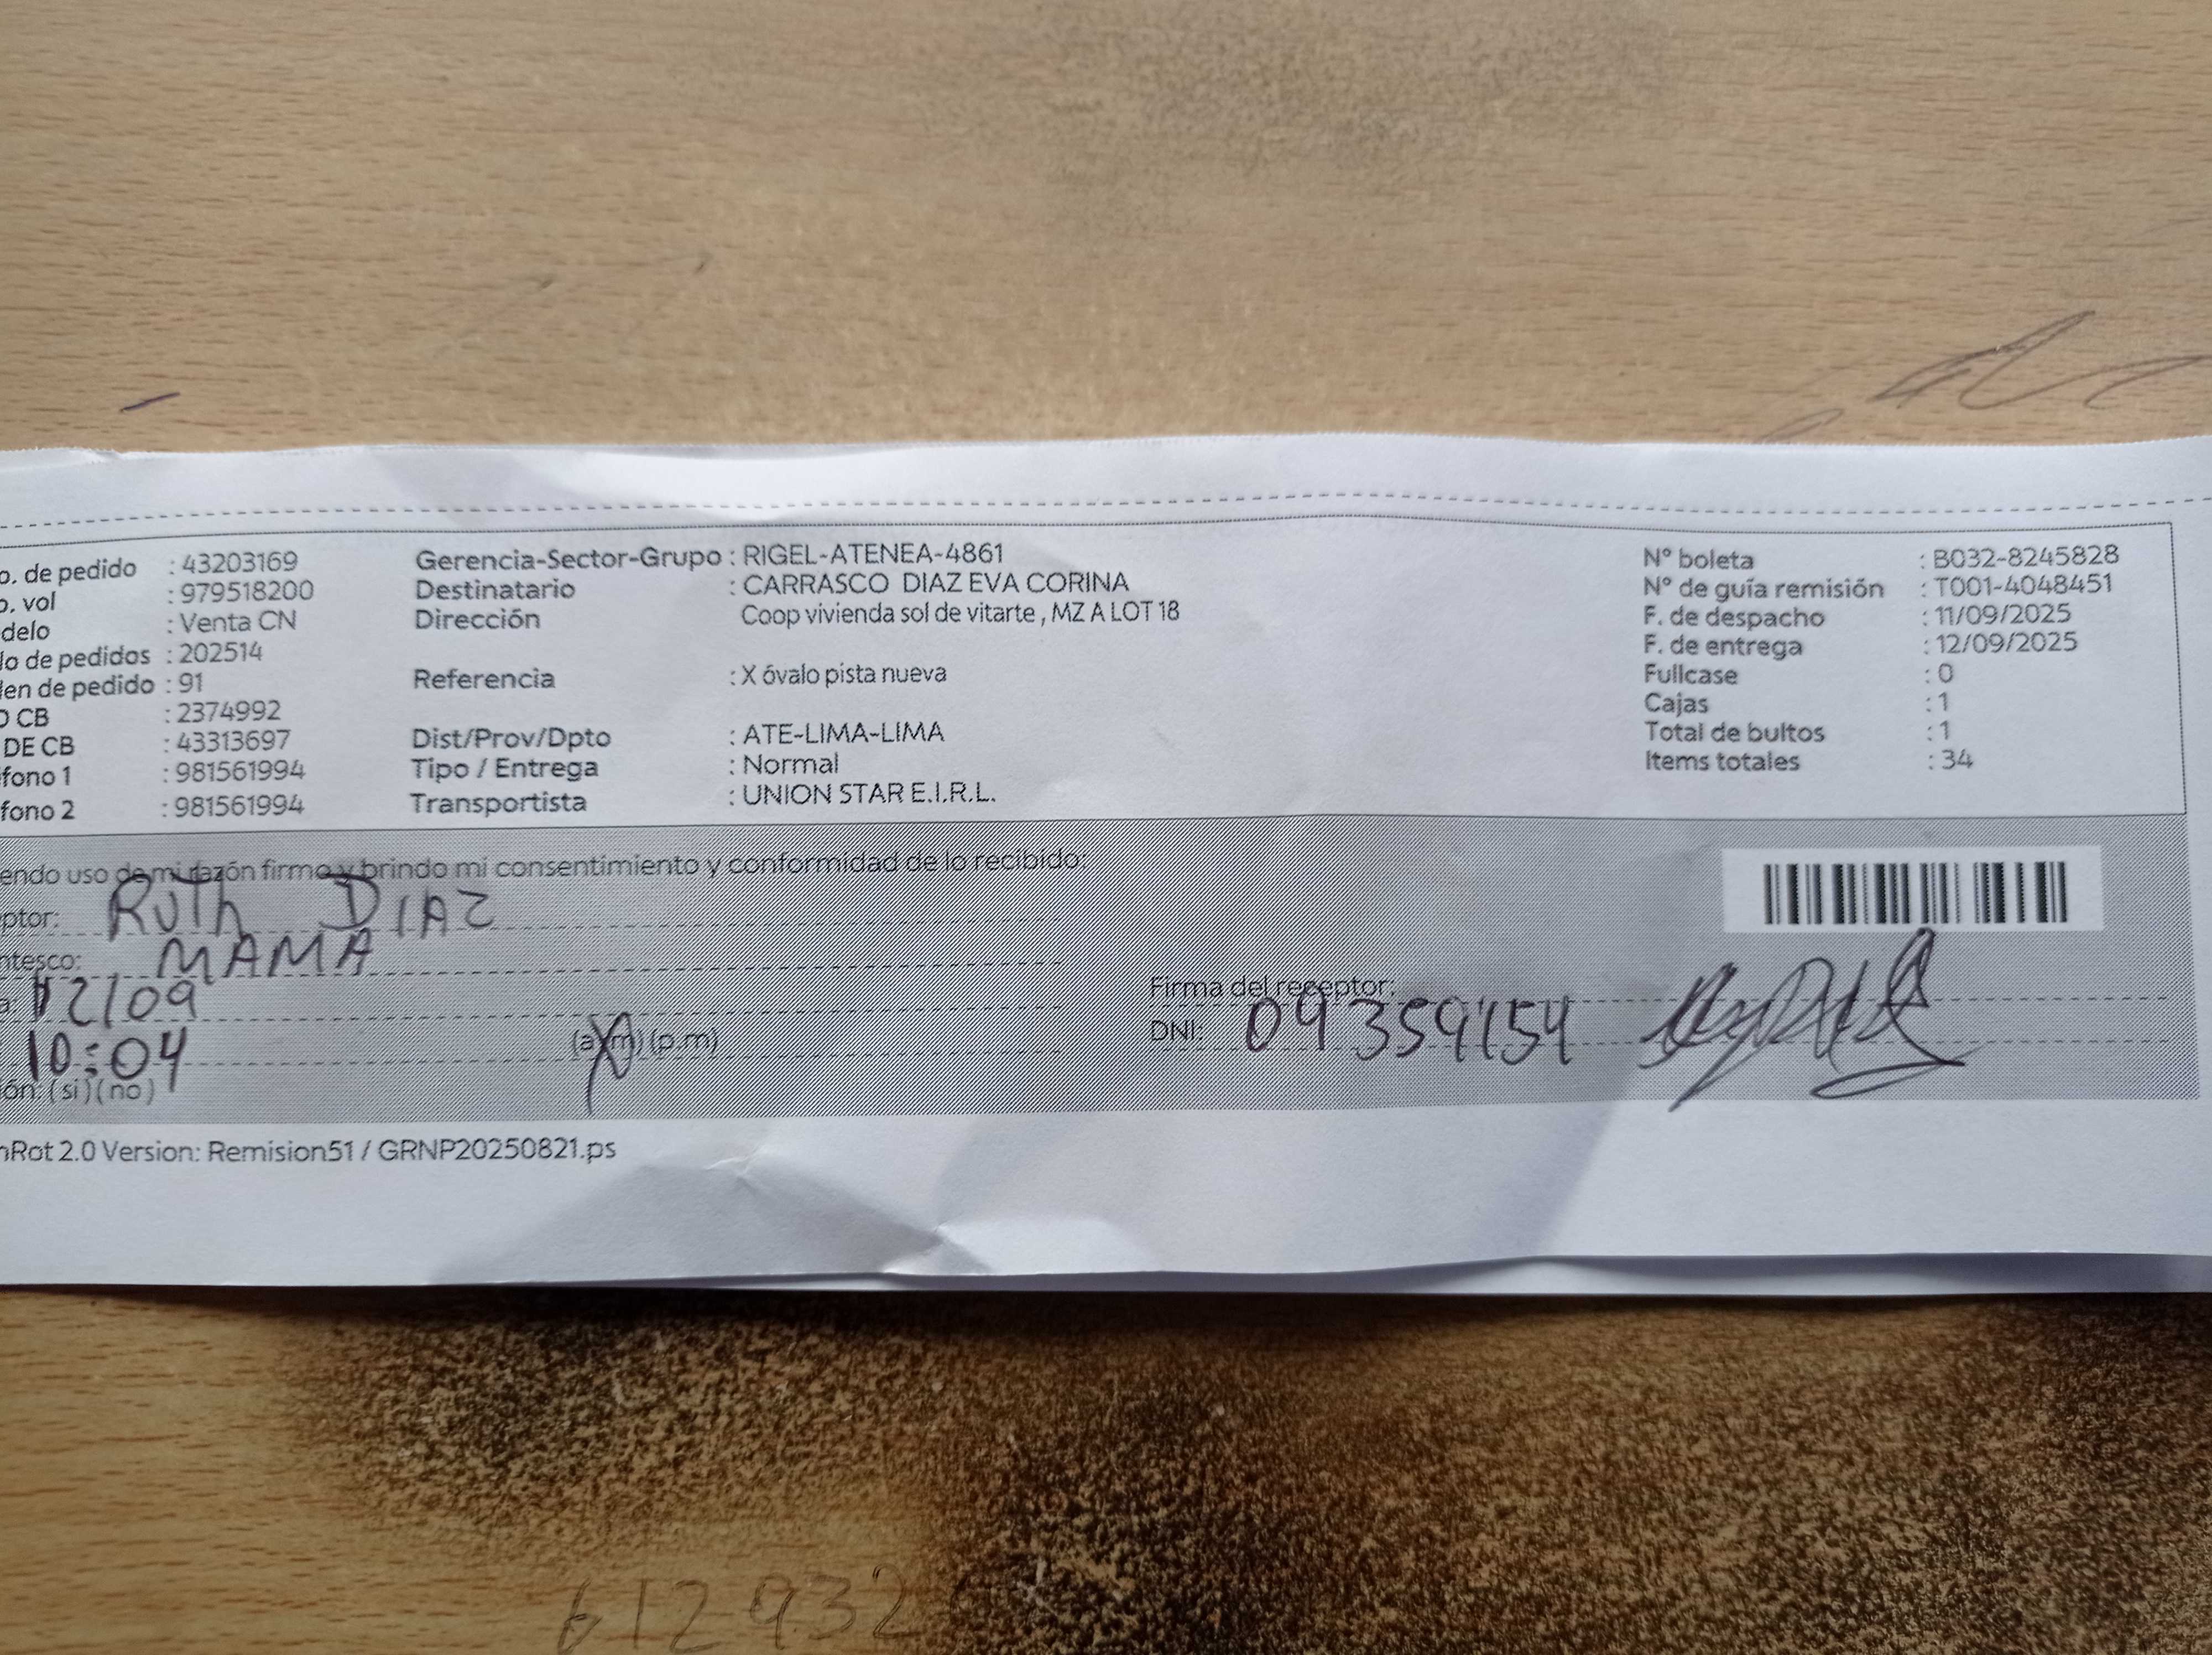 o. de pedido : 43203169 Gerencia-Sector-Grupo : RIGEL-ATENEA-4861 N° boleta : B032-8245828
o. vol : 979518200 Destinatario : CARRASCO DIAZ EVA CORINA N° de guía remisión : T001-4048451
delo : Venta CN Dirección Coop vivienda sol de vitarte , MZ A LOT 18 F. de despacho : 11/09/2025
lo de pedidos : 202514 F. de entrega : 12/09/2025
en de pedido : 91 Referencia : X óvalo pista nueva Fullcase : 0
O CB : 2374992 Cajas : 1
DE CB : 43313697 Dist/Prov/Dpto : ATE-LIMA-LIMA Total de bultos : 1
fono 1 : 981561994 Tipo / Entrega : Normal Items totales : 34
fono 2 : 981561994 Transportista : UNION STAR E.I.R.L.
endo uso de mi razón firmo y brindo mi consentimiento y conformidad de lo recibido:
ptor: RUTh DIAZ
ntesco: MAMA
a: 12/09 Firma del receptor:
10:04 (a.m) (p.m) DNI: 09359154
ón: (si) (no)
nRot 2.0 Version: Remision51 / GRNP20250821.ps
612932